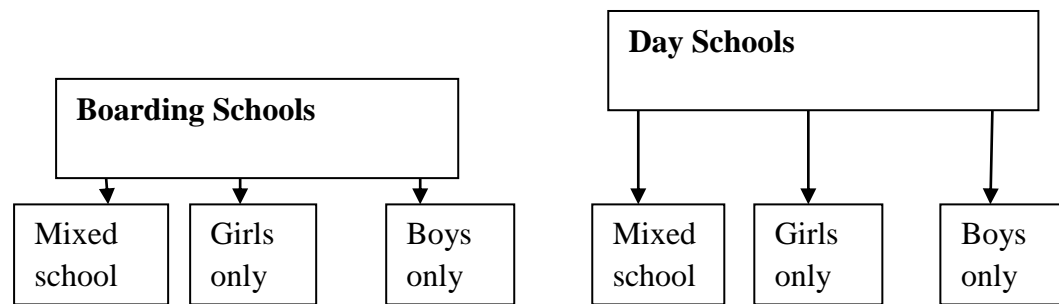 Day Schools
Boarding Schools
Mixed
school
Girls
only
Boys
only
Mixed
school
Girls
only
Boys
only